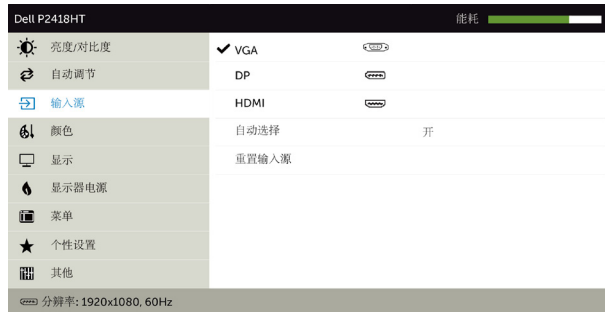 Dell P2418HT 能耗
亮度/对比度
自动调节
输入源
颜色
显示
显示器电源
菜单
个性设置
其他
VGA
DP
HDMI
自动选择 开
重置输入源
分辨率: 1920x1080, 60Hz